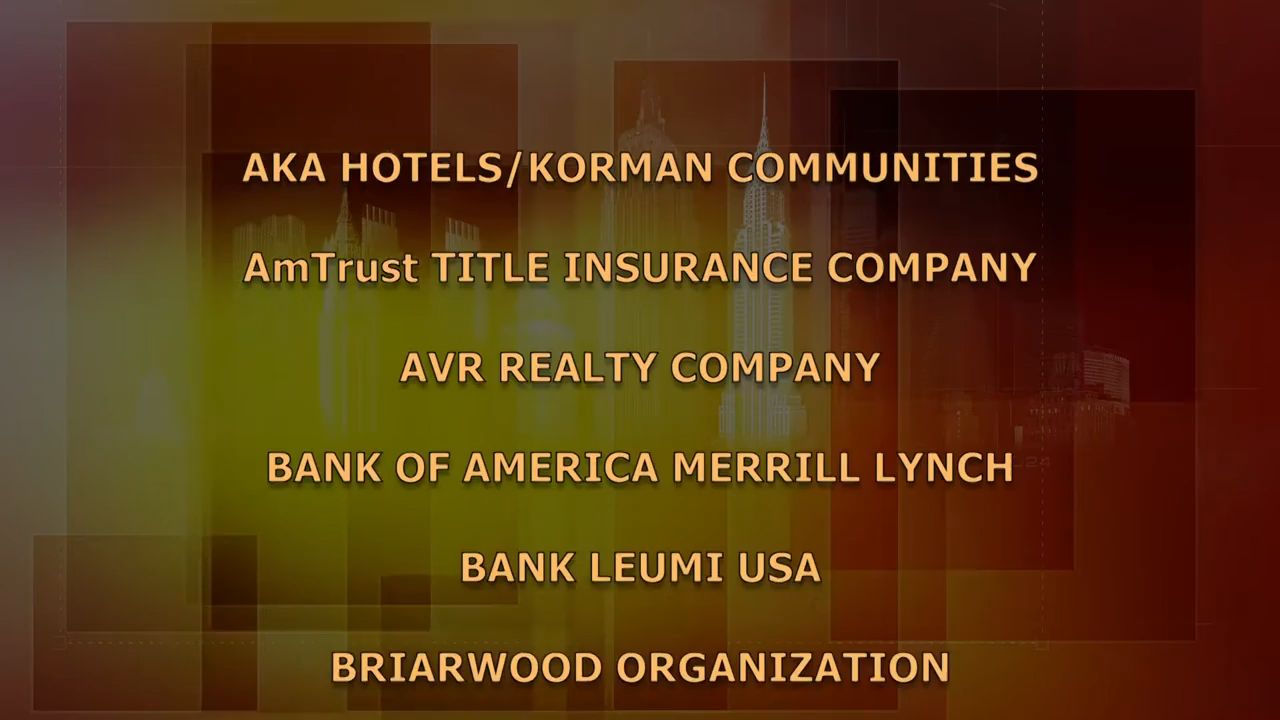 AKA HOTELS/KORMAN COMMUNITIES
AmTrust TITLE INSURANCE COMPANY
AVR REALTY COMPANY
BANK OF AMERICA MERRILL LYNCH
BANK LEUMI USA
BRIARWOOD ORGANIZATION